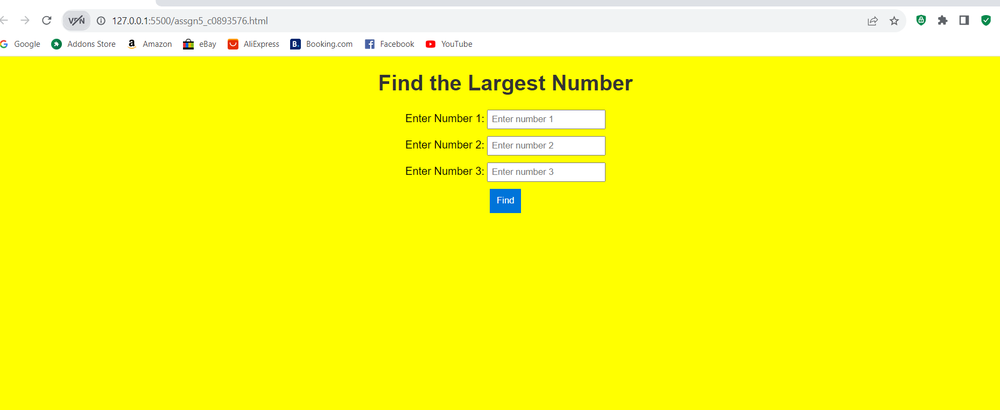 VPN 127.0.0.1:5500/assgn5_c0893576.html
Google Addons Store Amazon eBay AliExpress B. Booking.com Facebook YouTube
Find the Largest Number
Enter Number 1: Enter number 1
Enter Number 2: Enter number 2
Enter Number 3: Enter number 3
Find